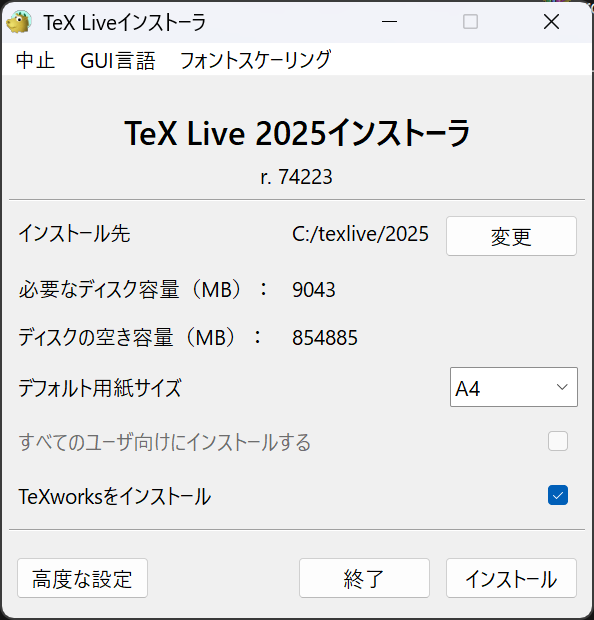 TeX Liveインストーラ
中止 GUI言語 フォントスケーリング
TeX Live 2025インストーラ
r. 74223
インストール先 C:/texlive/2025 変更
必要なディスク容量（MB）： 9043
ディスクの空き容量（MB）： 854885
デフォルト用紙サイズ A4
すべてのユーザ向けにインストールする
TeXworksをインストール
高度な設定 終了 インストール